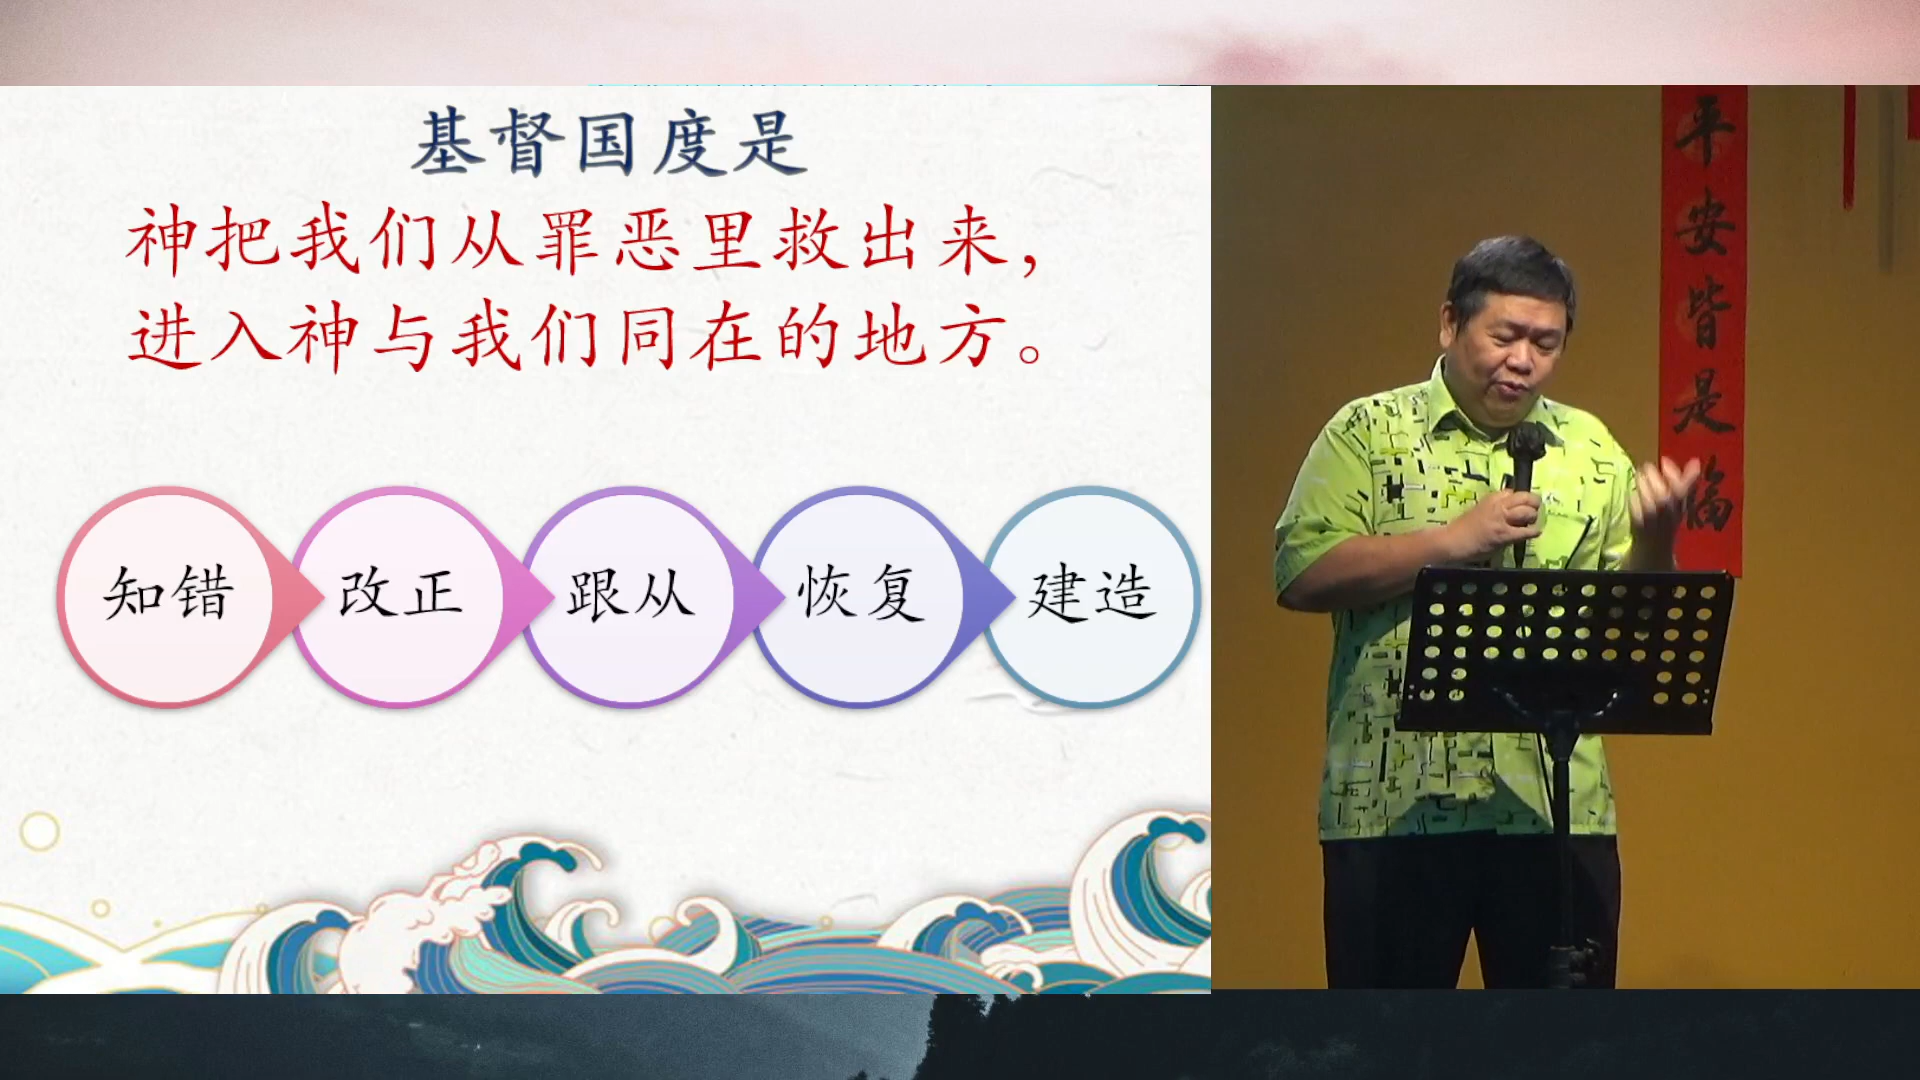 基督国度是
神把我们从罪恶里救出来，
进入神与我们同在的地方。
知错
改正
跟从
恢复
建造
平安皆是福